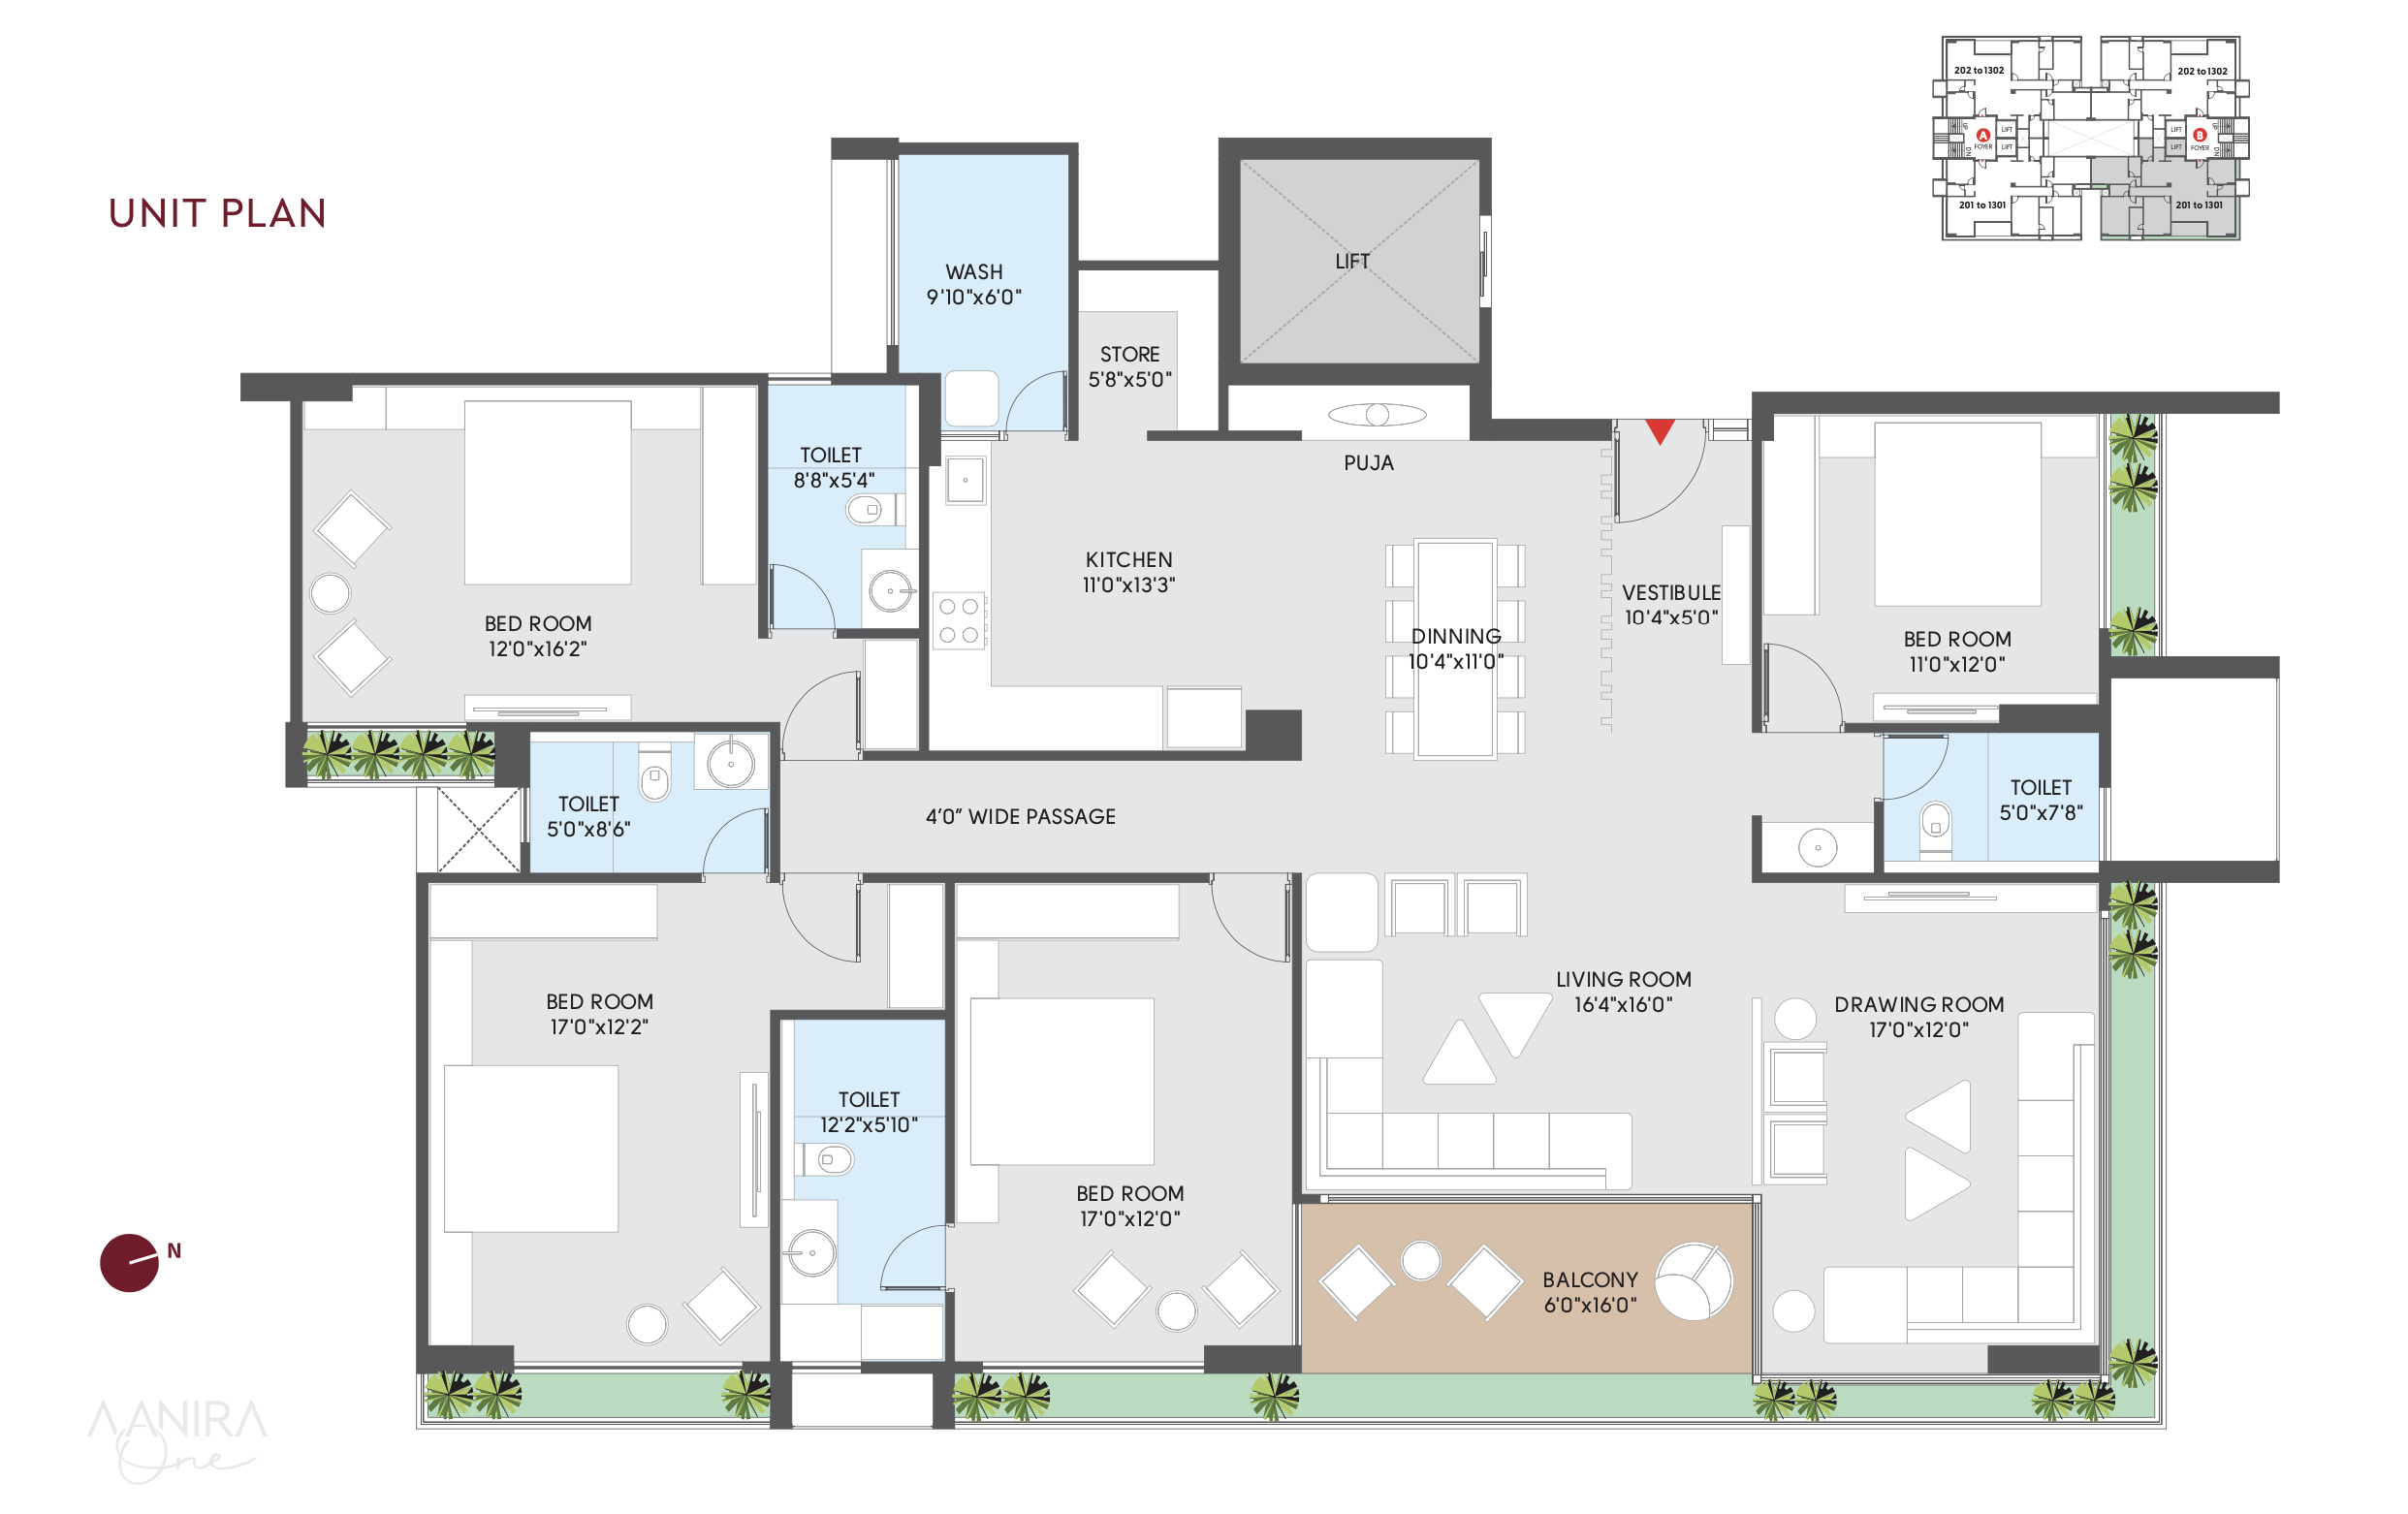 202 to 1302
202 to 1302
UP
LIFT
A
FOYER
LIFT
DN
LIFT
B
UP
LIFT
FOYER
DN
201 to 1301
201 to 1301
UNIT PLAN
WASH
9'10"x6'0"
LIFT
STORE
5'8"x5'0"
TOILET
8'8"x5'4"
PUJA
KITCHEN
11'0"x13'3"
VESTIBULE
10'4"x5'0"
BED ROOM
12'0"x16'2"
DINNING
10'4"x11'0"
BED ROOM
11'0"x12'0"
TOILET
5'0"x8'6"
4'0" WIDE PASSAGE
TOILET
5'0"x7'8"
BED ROOM
17'0"x12'2"
LIVING ROOM
16'4"x16'0"
DRAWING ROOM
17'0"x12'0"
TOILET
12'2"x5'10"
BED ROOM
17'0"x12'0"
BALCONY
6'0"x16'0"
N
AANIRA
One